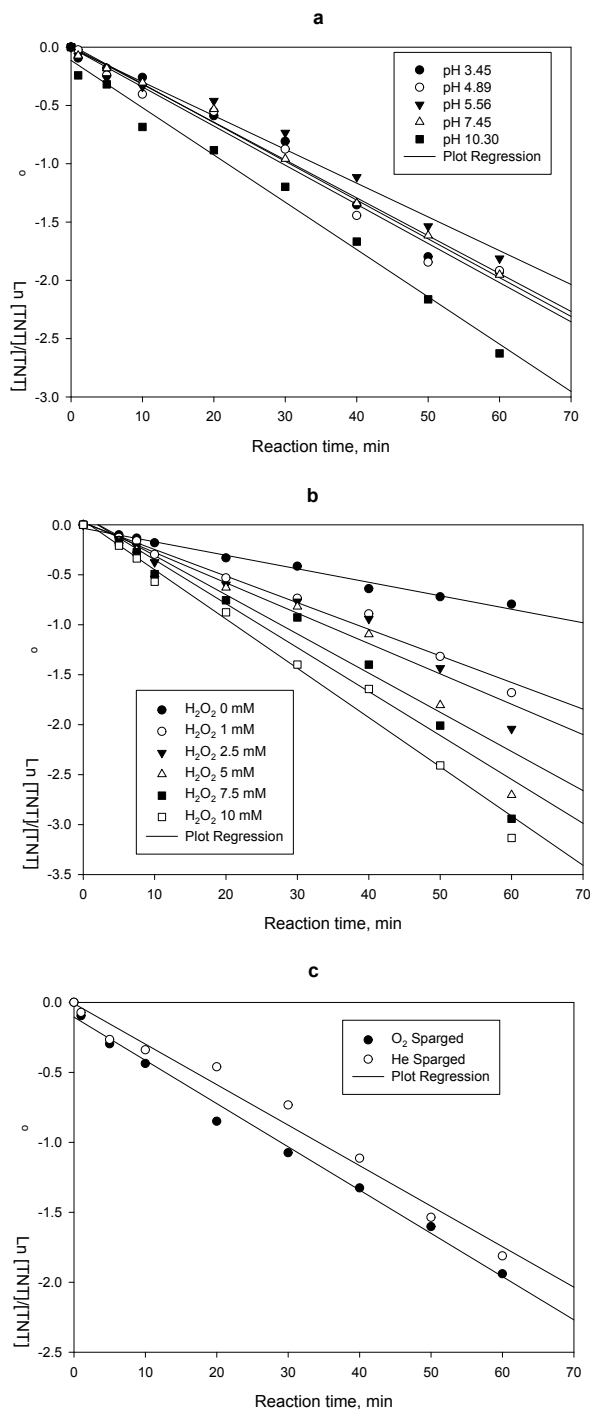 a
0.0
-0.5
-1.0
-1.5
-2.0
-2.5
-3.0
0 10 20 30 40 50 60 70
Ln [TNT]/[TNT]o
Reaction time, min
pH 3.45
pH 4.89
pH 5.56
pH 7.45
pH 10.30
Plot Regression
b
0.0
-0.5
-1.0
-1.5
-2.0
-2.5
-3.0
-3.5
0 10 20 30 40 50 60 70
Ln [TNT]/[TNT]o
Reaction time, min
H₂O₂ 0 mM
H₂O₂ 1 mM
H₂O₂ 2.5 mM
H₂O₂ 5 mM
H₂O₂ 7.5 mM
H₂O₂ 10 mM
Plot Regression
c
0.0
-0.5
-1.0
-1.5
-2.0
-2.5
0 10 20 30 40 50 60 70
Ln [TNT]/[TNT]o
Reaction time, min
O₂ Sparged
He Sparged
Plot Regression